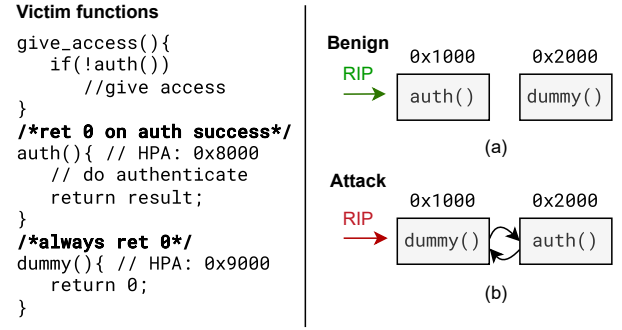 Victim functions
give_access(){
if(!auth())
//give access
}
/*ret 0 on auth success*/
auth(){ // HPA: 0x8000
// do authenticate
return result;
}
/*always ret 0*/
dummy(){ // HPA: 0x9000
return 0;
}
Benign
0x1000 0x2000
RIP
auth() dummy()
(a)
Attack
0x1000 0x2000
RIP
dummy() auth()
(b)